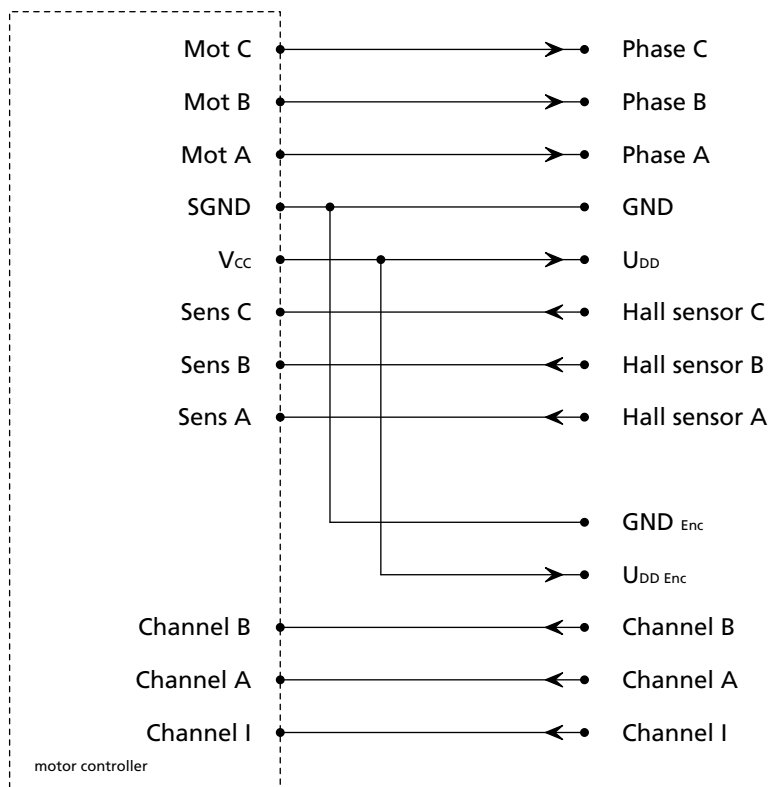 Mot C Phase C
Mot B Phase B
Mot A Phase A
SGND GND
VCC UDD
Sens C Hall sensor C
Sens B Hall sensor B
Sens A Hall sensor A
GND Enc
UDD Enc
Channel B Channel B
Channel A Channel A
Channel I Channel I
motor controller